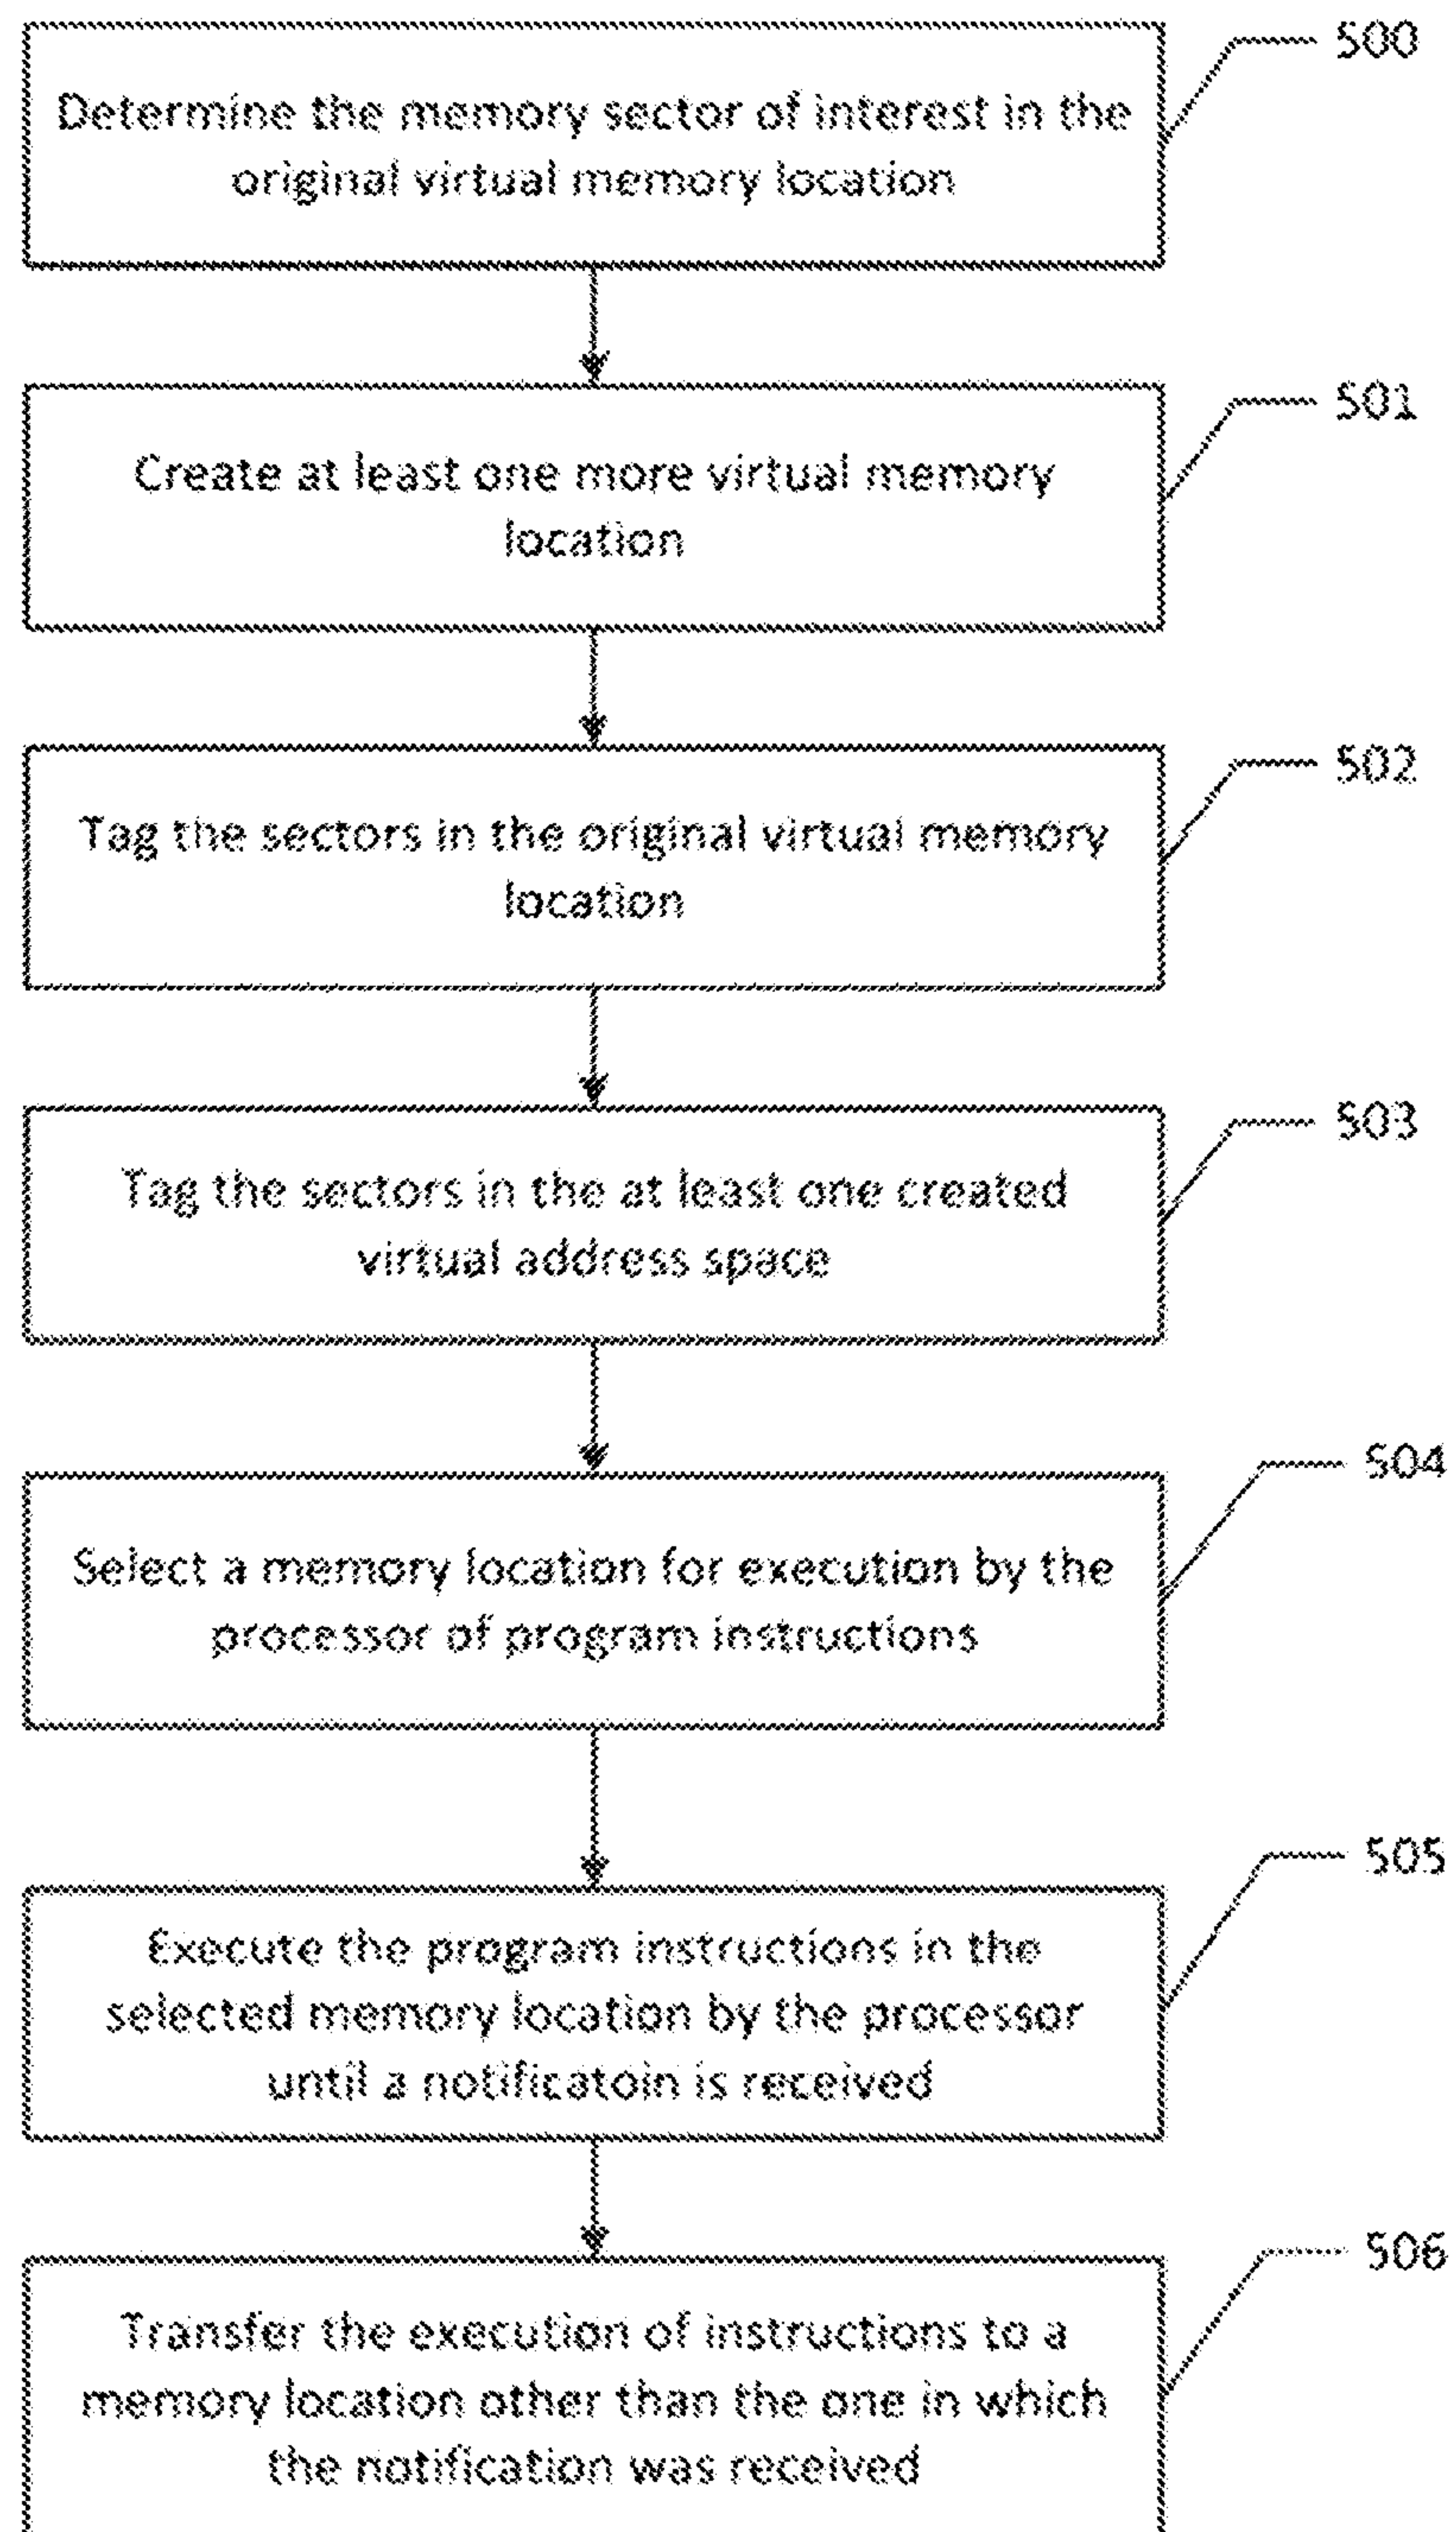 500
Determine the memory sector of interest in the
original virtual memory location
501
Create at least one more virtual memory
location
502
Tag the sectors in the original virtual memory
location
503
Tag the sectors in the at least one created
virtual address space
504
Select a memory location for execution by the
processor of program instructions
505
Execute the program instructions in the
selected memory location by the processor
until a notificatoin is received
506
Transfer the execution of instructions to a
memory location other than the one in which
the notification was received